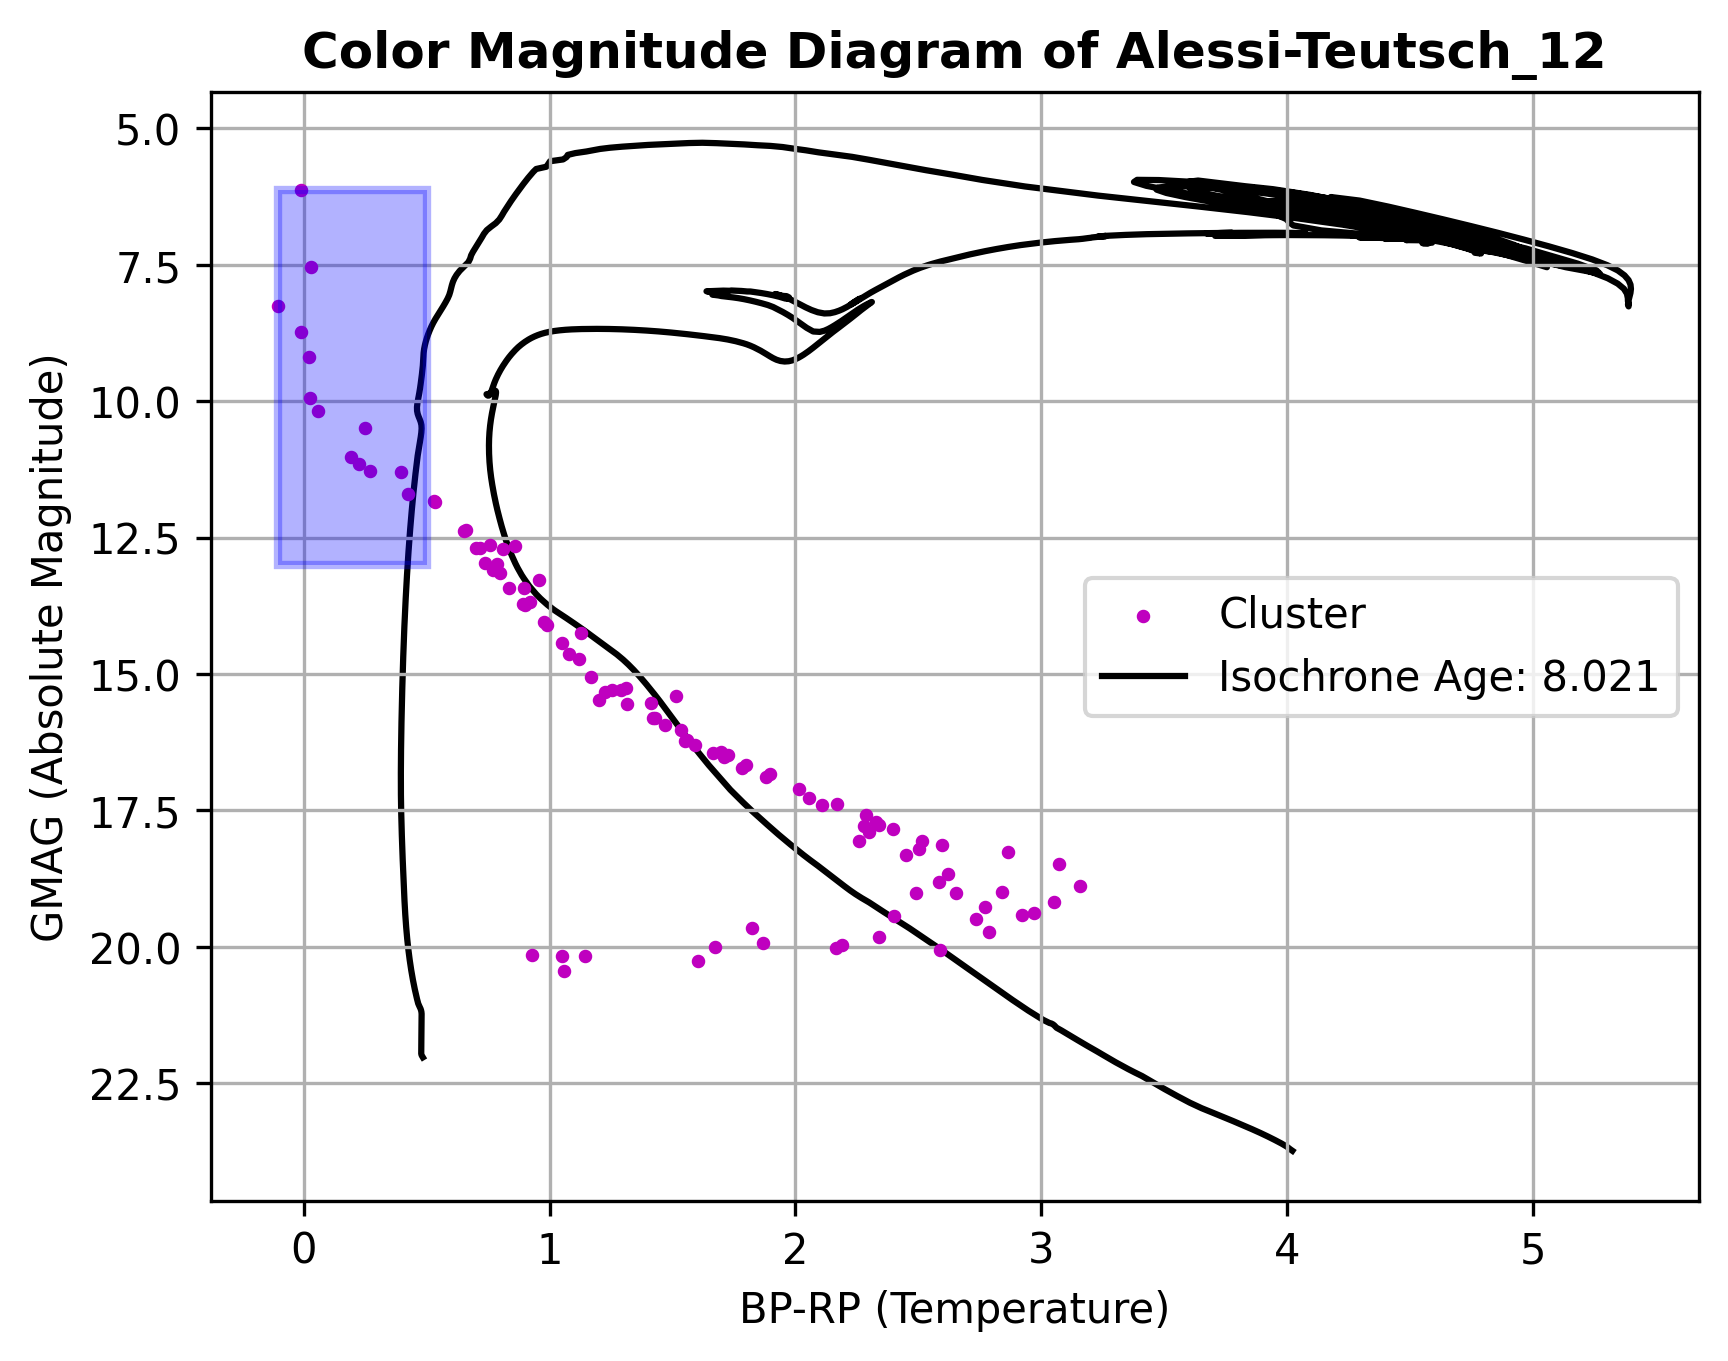 Color Magnitude Diagram of Alessi-Teutsch_12
GMAG (Absolute Magnitude)
5.0
7.5
10.0
12.5
15.0
17.5
20.0
22.5
Cluster
Isochrone Age: 8.021
0 1 2 3 4 5
BP-RP (Temperature)